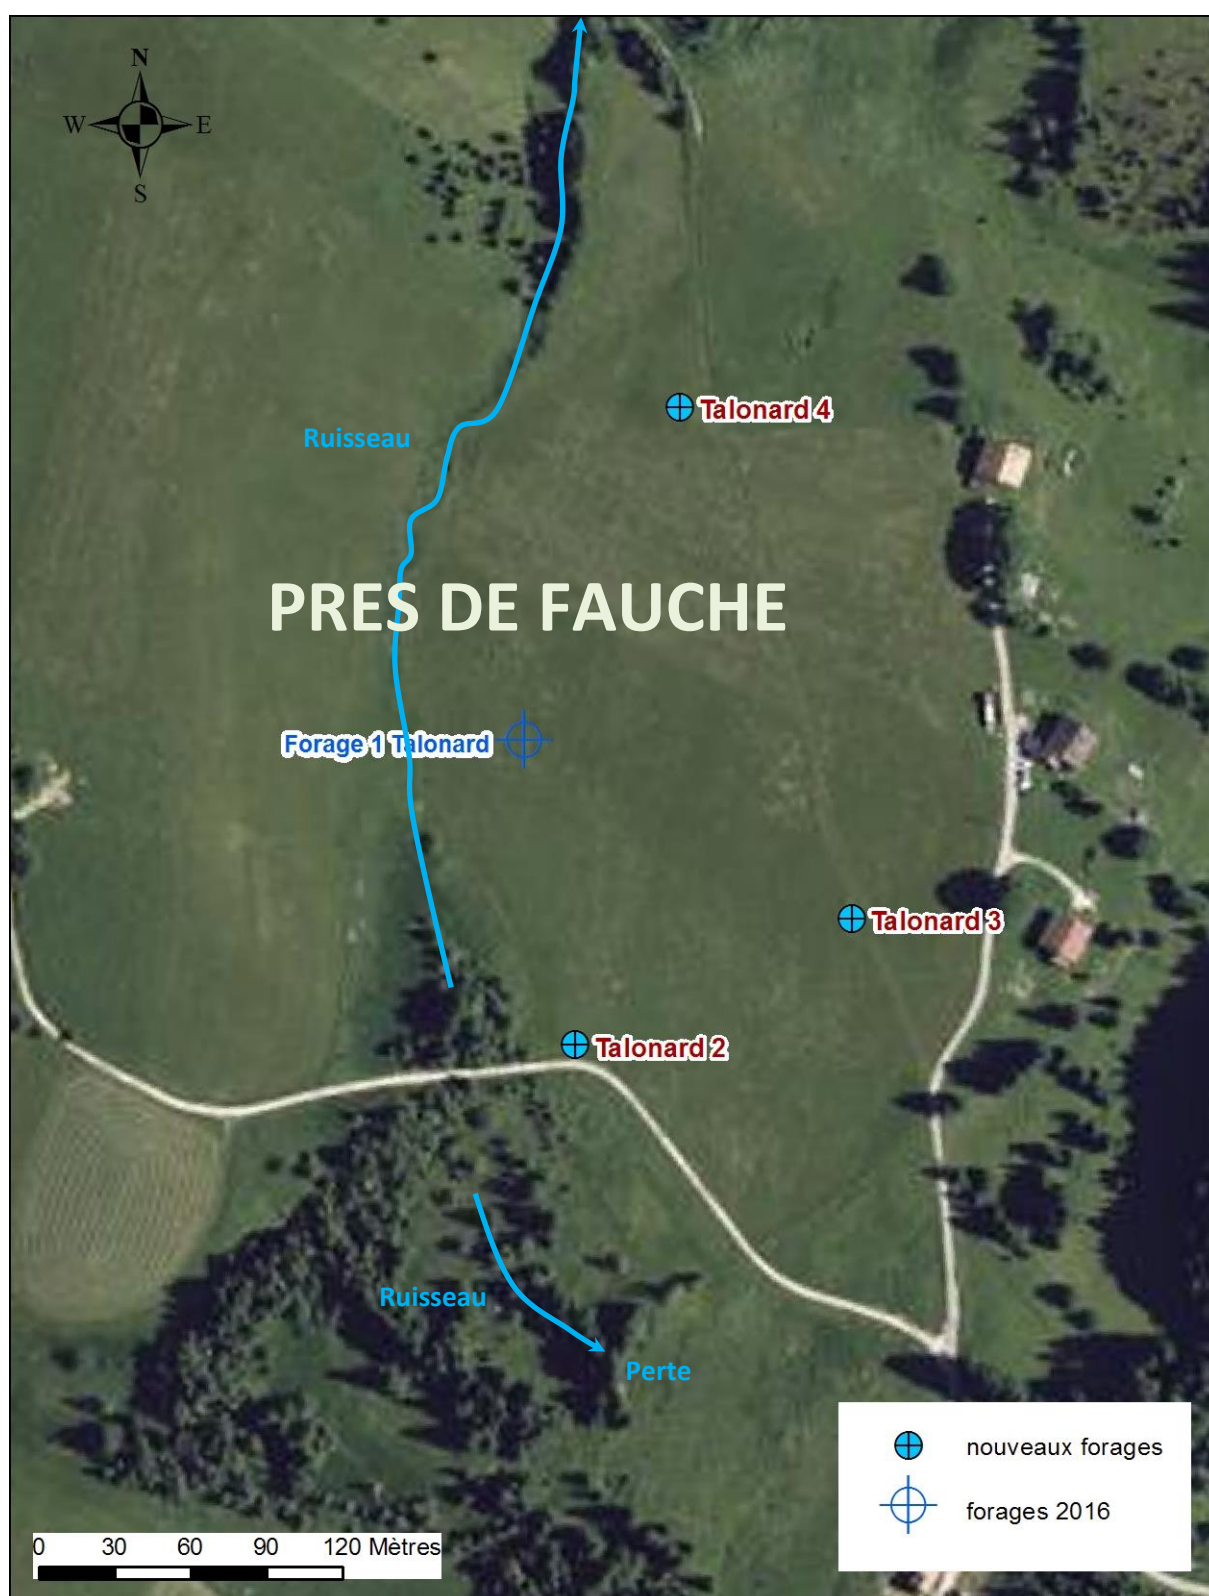 N
W E
S
Talonard 4
Ruisseau
PRES DE FAUCHE
Forage 1 Talonard
Talonard 3
Talonard 2
Ruisseau
Perte
nouveaux forages
forages 2016
0 30 60 90 120 Mètres